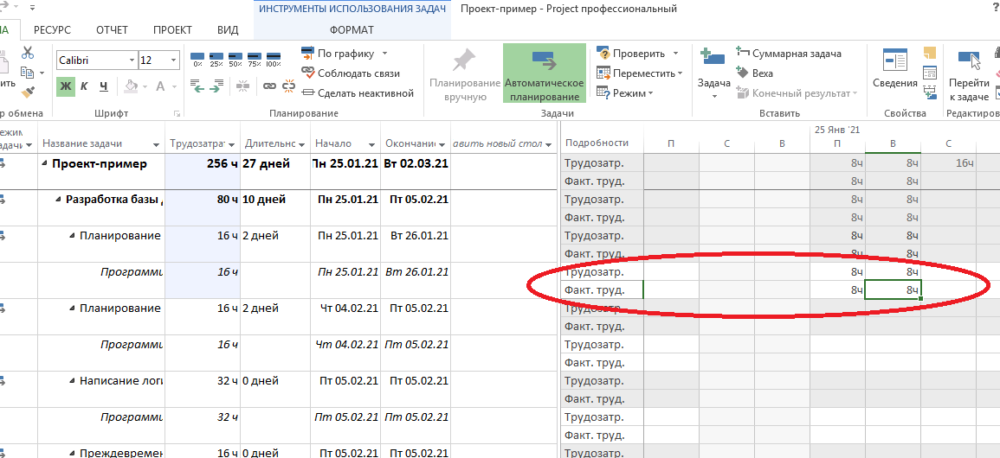 ИНСТРУМЕНТЫ ИСПОЛЬЗОВАНИЯ ЗАДАЧ Проект-пример - Project профессиональный ?
А РЕСУРС ОТЧЕТ ПРОЕКТ ВИД ФОРМАТ
Calibri 12
0% 25% 50% 75% 100%
По графику
Соблюдать связи
Сделать неактивной
Ж К Ч А
Планирование вручную
Автоматическое планирование
Проверить
Переместить
Режим
Задача
Суммарная задача
Веха
Конечный результат
Сведения
Перейти к задаче
ить
р обмена Шрифт Планирование Задачи Вставить Свойства Редактиров
ежим
адачи Название задачи Трудозатра Длительнс Начало Окончани авить новый стол Подробности 25 Янв '21
П С В П В С
Проект-пример 256 ч 27 дней Пн 25.01.21 Вт 02.03.21 Трудозатр. 8ч 8ч 16ч
Факт. труд. 8ч 8ч
Разработка базы 80 ч 10 дней Пн 25.01.21 Пт 05.02.21 Трудозатр. 8ч 8ч
Факт. труд. 8ч 8ч
Планирование 16 ч 2 дней Пн 25.01.21 Вт 26.01.21 Трудозатр. 8ч 8ч
Факт. труд. 8ч 8ч
Программи 16 ч Пн 25.01.21 Вт 26.01.21 Трудозатр. 8ч 8ч
Факт. труд. 8ч 8ч
Планирование 16 ч 2 дней Чт 04.02.21 Пт 05.02.21 Трудозатр.
Факт. труд.
Программи 16 ч Чт 04.02.21 Пт 05.02.21 Трудозатр.
Факт. труд.
Написание логи 32 ч 0 дней Пт 05.02.21 Пт 05.02.21 Трудозатр.
Факт. труд.
Программи 32 ч Пт 05.02.21 Пт 05.02.21 Трудозатр.
Факт. труд.
Преждевремен 16 ч 0 дней Пт 05.02.21 Пт 05.02.21 Трудозатр.